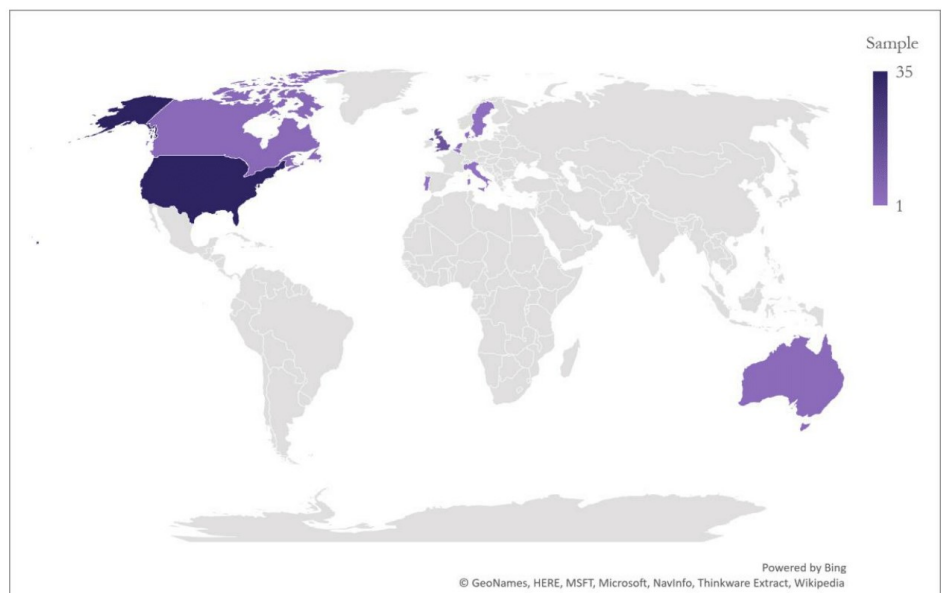 Sample
35
1
Powered by Bing
© GeoNames, HERE, MSFT, Microsoft, NavInfo, Thinkware Extract, Wikipedia